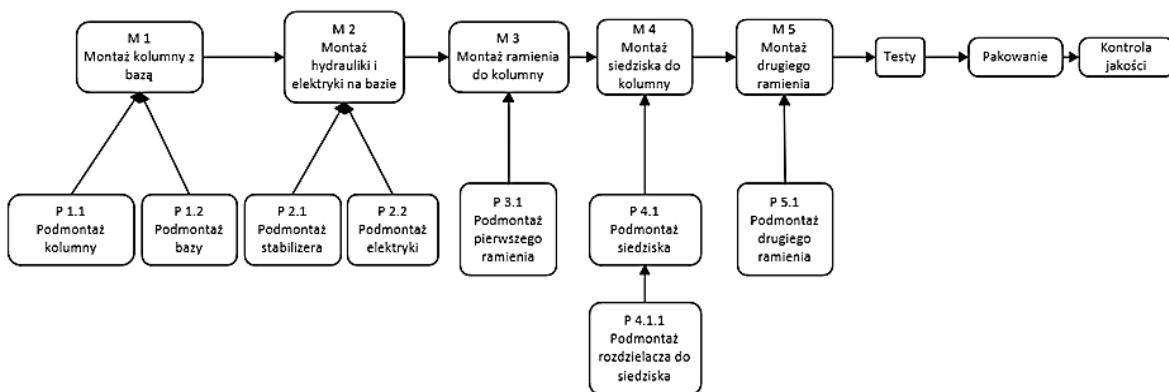 M 1
Montaż kolumny z
bazą
M 2
Montaż
hydrauliki i
elektryki na bazie
M 3
Montaż ramienia
do kolumny
M 4
Montaż
siedziska do
kolumny
M 5
Montaż
drugiego
ramienia
Testy
Pakowanie
Kontrola
jakości
P 1.1
Podmontaż
kolumny
P 1.2
Podmontaż
bazy
P 2.1
Podmontaż
stabilizera
P 2.2
Podmontaż
elektryki
P 3.1
Podmontaż
pierwszego
ramienia
P 4.1
Podmontaż
siedziska
P 5.1
Podmontaż
drugiego
ramienia
P 4.1.1
Podmontaż
rozdzielacza do
siedziska